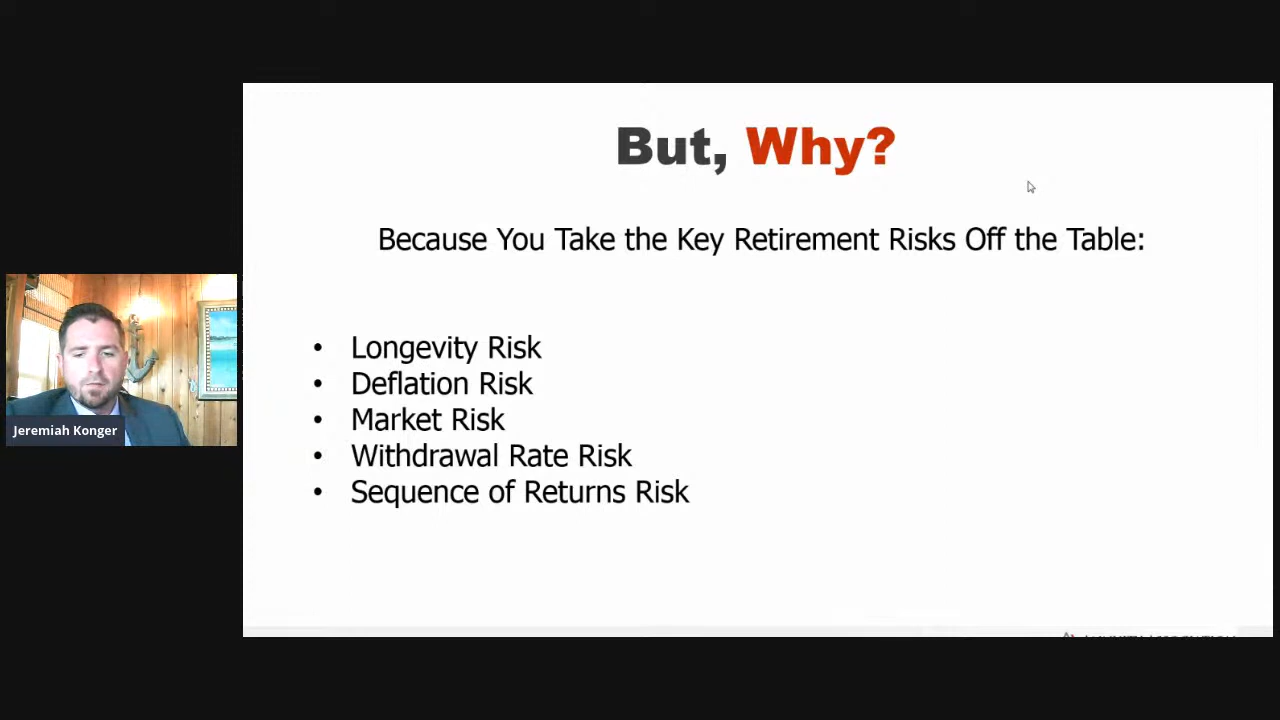 But, Why?
Because You Take the Key Retirement Risks Off the Table:
• Longevity Risk
• Deflation Risk
• Market Risk
• Withdrawal Rate Risk
• Sequence of Returns Risk
Jeremiah Konger